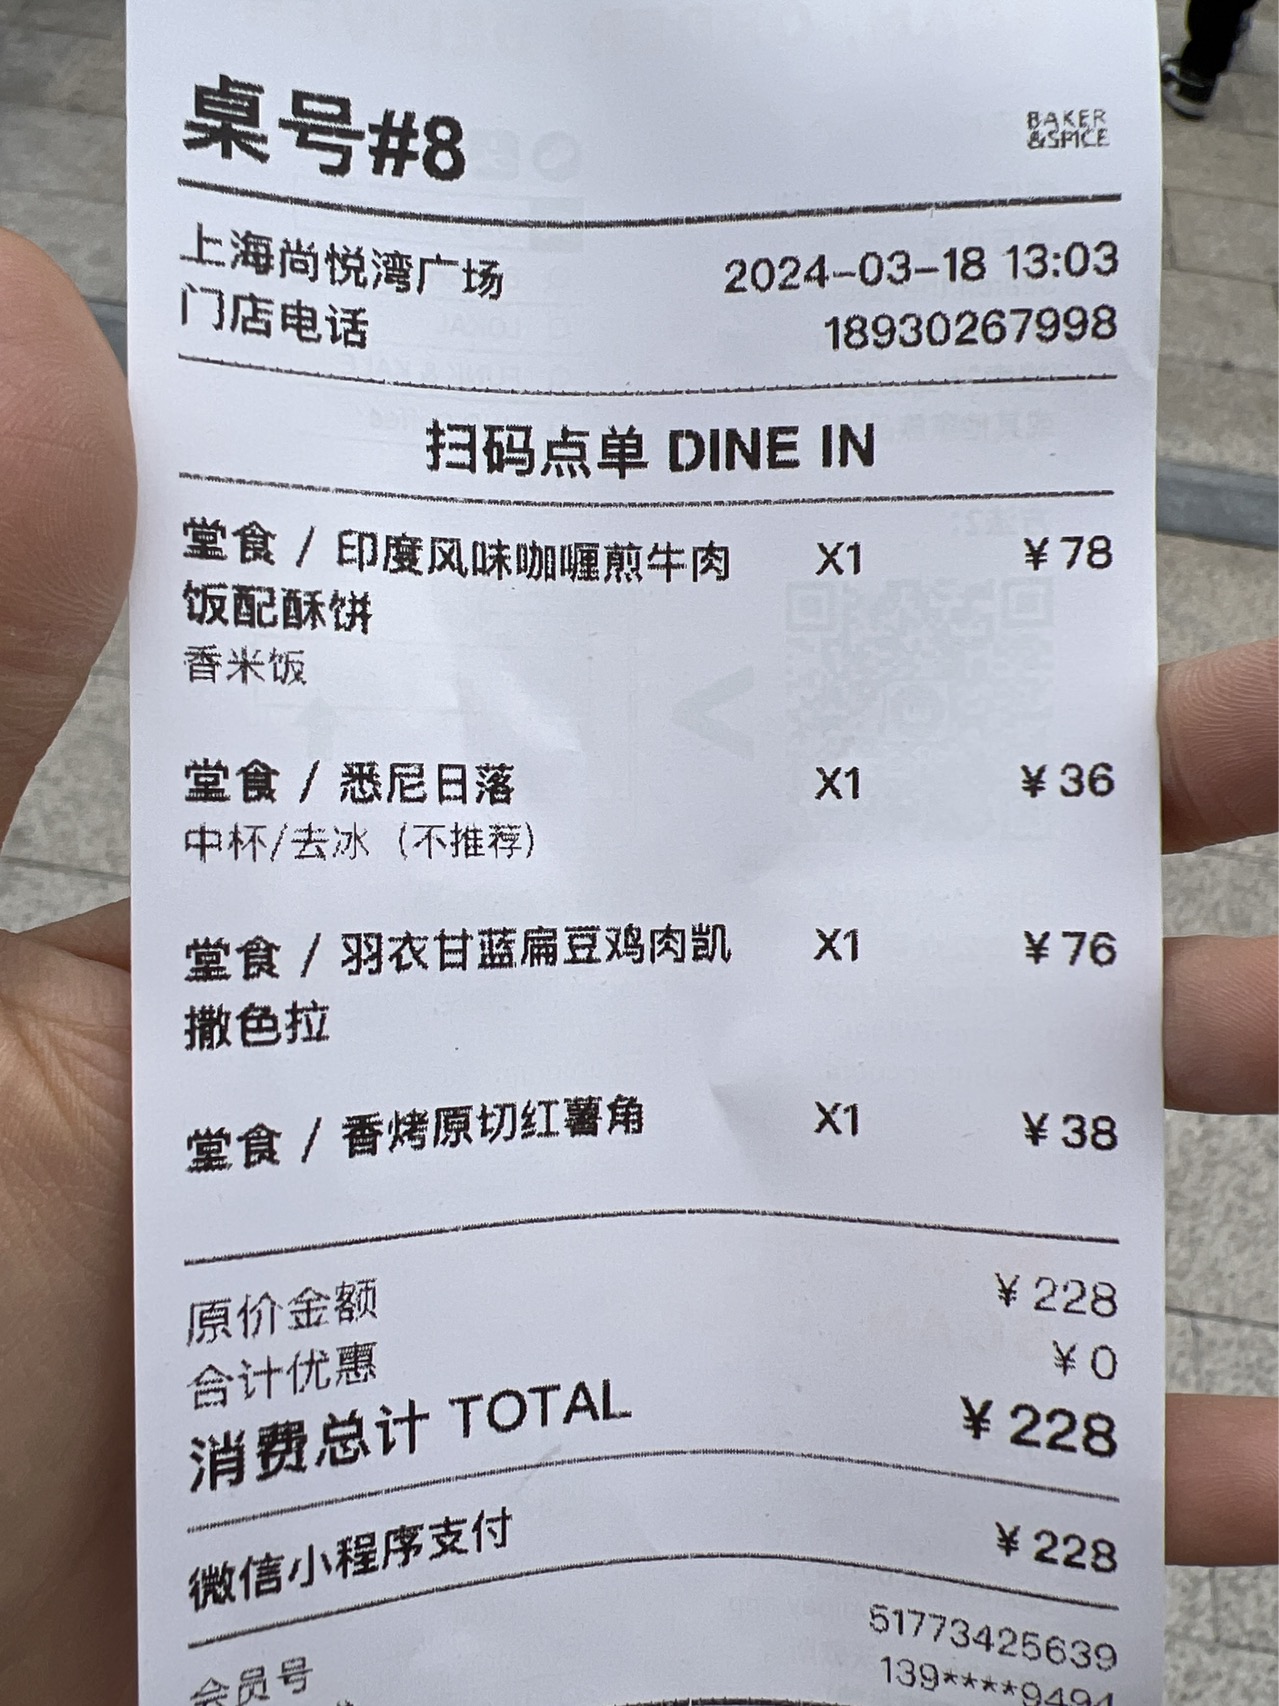 桌号#8
BAKER
&SPICE
上海尚悦湾广场 2024-03-18 13:03
门店电话 18930267998
扫码点单 DINE IN
堂食 / 印度风味咖喱煎牛肉 X1 ¥78
饭配酥饼
香米饭
堂食 / 悉尼日落 X1 ¥36
中杯/去冰（不推荐）
堂食 / 羽衣甘蓝扁豆鸡肉凯 X1 ¥76
撒色拉
堂食 / 香烤原切红薯角 X1 ¥38
原价金额 ¥228
合计优惠 ¥0
消费总计 TOTAL ¥228
微信小程序支付 ¥228
51773425639
会员号 139****9494